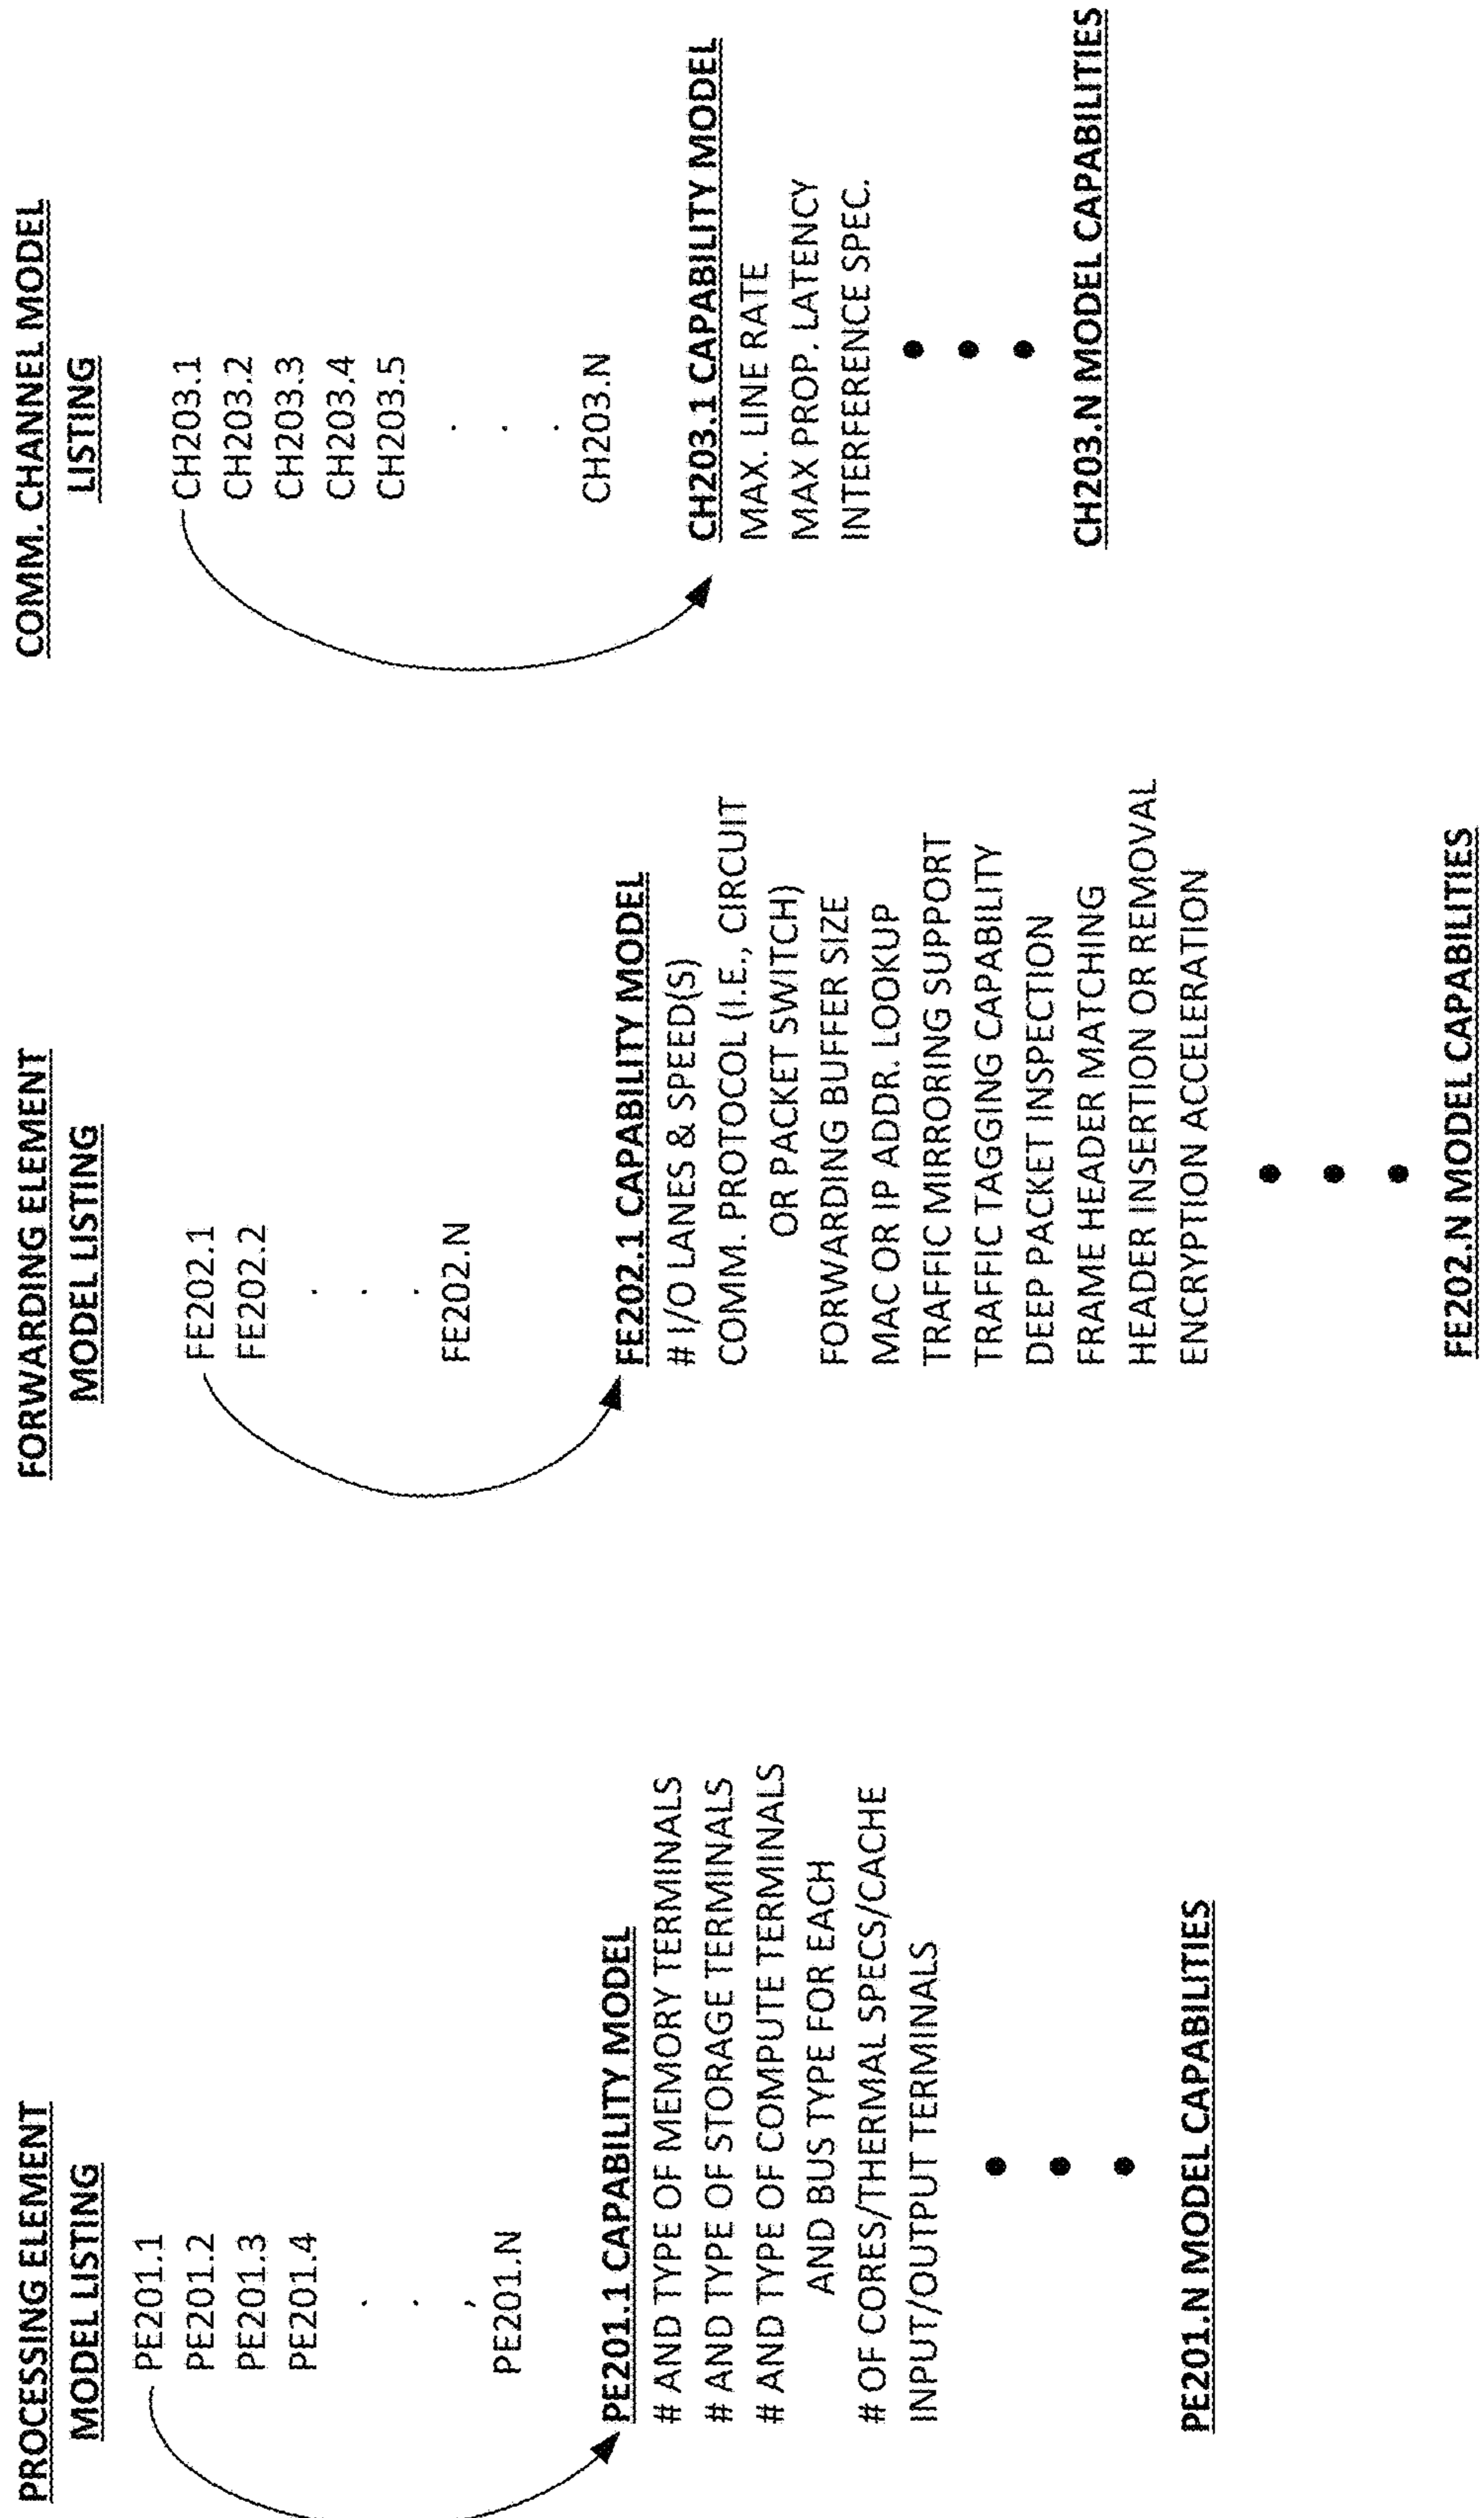 PROCESSING ELEMENT
MODEL LISTING
PE201.1
PE201.2
PE201.3
PE201.4
.
.
.
PE201.N
PE201.1 CAPABILITY MODEL
# AND TYPE OF MEMORY TERMINALS
# AND TYPE OF STORAGE TERMINALS
# AND TYPE OF COMPUTE TERMINALS
AND BUS TYPE FOR EACH
# OF CORES/THERMAL SPECS/CACHE
INPUT/OUTPUT TERMINALS
PE201.N MODEL CAPABILITIES
FORWARDING ELEMENT
MODEL LISTING
FE202.1
FE202.2
.
.
.
FE202.N
FE202.1 CAPABILITY MODEL
# I/O LANES & SPEED(S)
COMM. PROTOCOL (I.E., CIRCUIT
OR PACKET SWITCH)
FORWARDING BUFFER SIZE
MAC OR IP ADDR. LOOKUP
TRAFFIC MIRRORING SUPPORT
TRAFFIC TAGGING CAPABILITY
DEEP PACKET INSPECTION
FRAME HEADER MATCHING
HEADER INSERTION OR REMOVAL
ENCRYPTION ACCELERATION
FE202.N MODEL CAPABILITIES
COMM. CHANNEL MODEL
LISTING
CH203.1
CH203.2
CH203.3
CH203.4
CH203.5
.
.
.
CH203.N
CH203.1 CAPABILITY MODEL
MAX. LINE RATE
MAX PROP. LATENCY
INTERFERENCE SPEC.
CH203.N MODEL CAPABILITIES